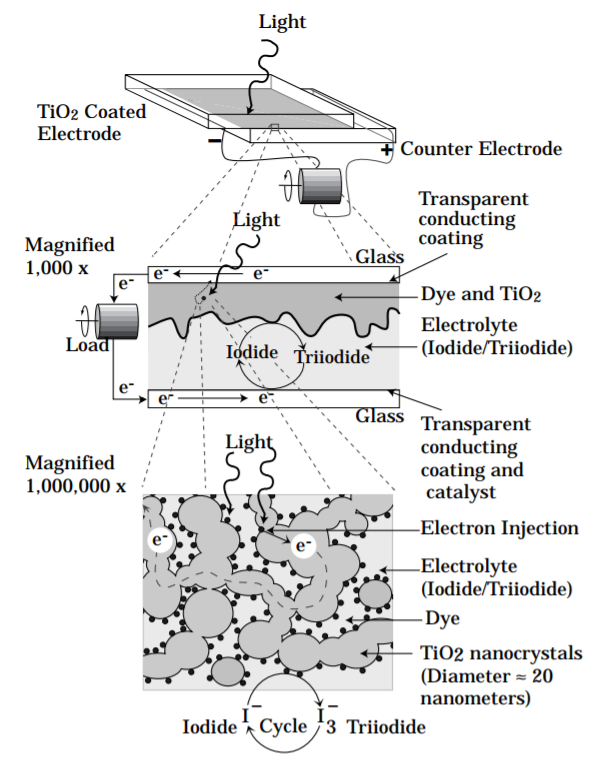 Light
TiO2 Coated
Electrode
−
+ Counter Electrode
Transparent
conducting
coating
Light
Magnified
1,000 x
Glass
e-
e-
e-
Dye and TiO2
Electrolyte
(Iodide/Triiodide)
Load
Iodide
Triiodide
e-
e-
e-
Glass
Transparent
conducting
coating and
catalyst
Light
Magnified
1,000,000 x
Electron Injection
e-
e-
Electrolyte
(Iodide/Triiodide)
Dye
TiO2 nanocrystals
(Diameter ≈ 20
nanometers)
Iodide I⁻ Cycle I₃⁻ Triiodide